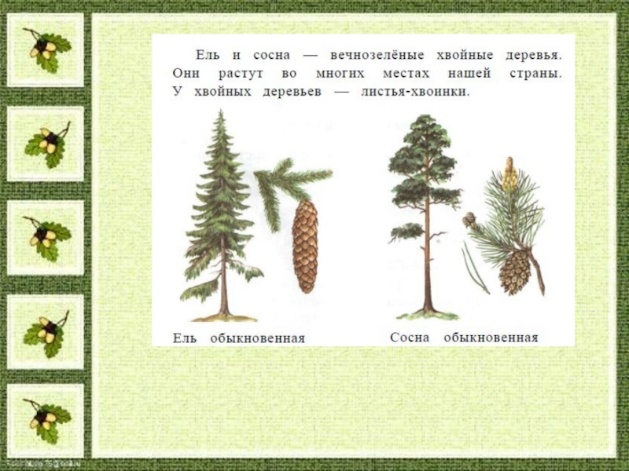 Ель и сосна — вечнозелёные хвойные деревья.
Они растут во многих местах нашей страны.
У хвойных деревьев — листья-хвоинки.
Ель обыкновенная
Сосна обыкновенная